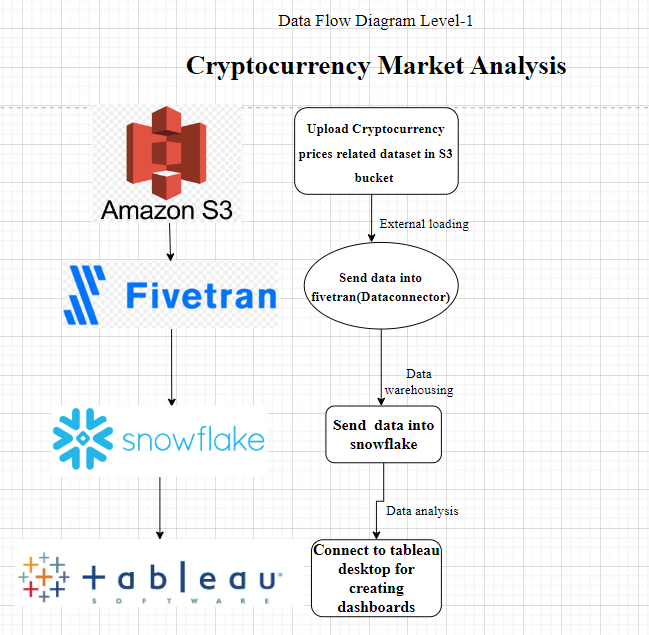 Data Flow Diagram Level-1
Cryptocurrency Market Analysis
Amazon S3
Upload Cryptocurrency
prices related dataset in S3
bucket
External loading
Fivetran
Send data into
fivetran(Dataconnector)
Data
warehousing
snowflake
Send data into
snowflake
Data analysis
+ableau
SOFTWARE
Connect to tableau
desktop for
creating
dashboards